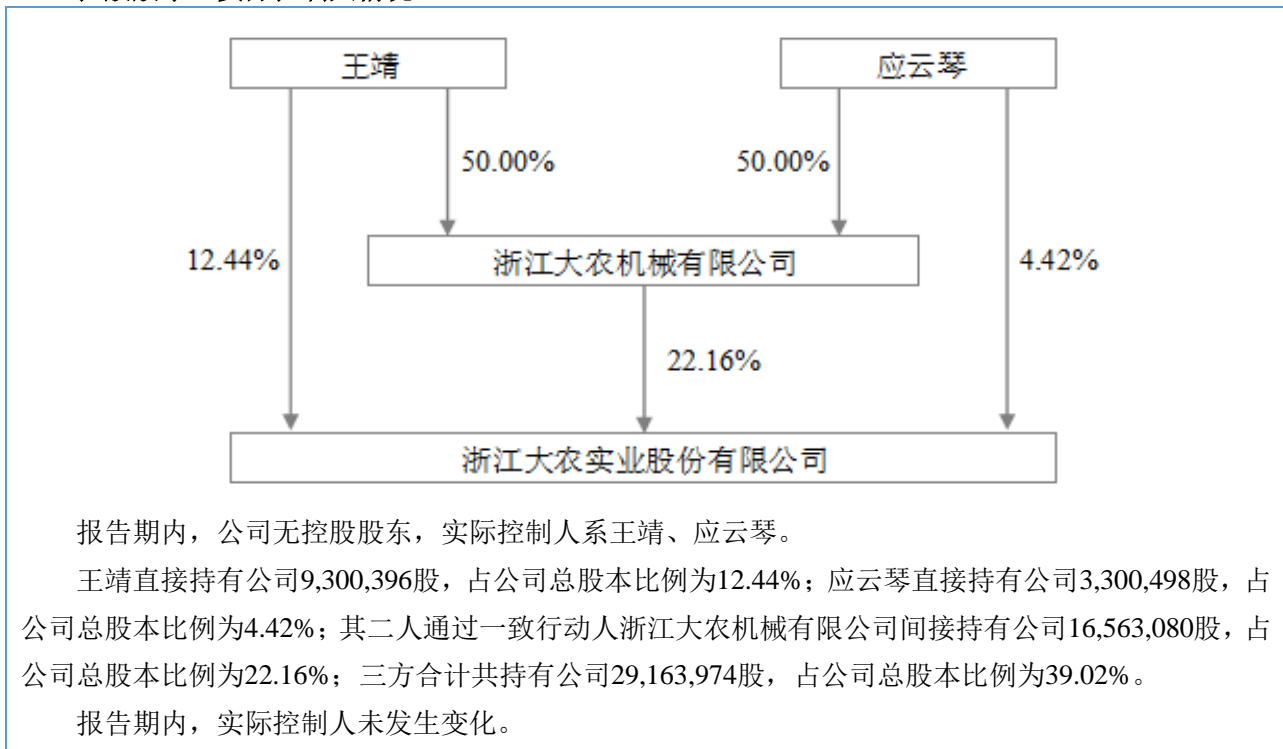 王靖
应云琴
50.00%
50.00%
12.44%
浙江大农机械有限公司
4.42%
22.16%
浙江大农实业股份有限公司
报告期内，公司无控股股东，实际控制人系王靖、应云琴。
王靖直接持有公司9,300,396股，占公司总股本比例为12.44%；应云琴直接持有公司3,300,498股，占
公司总股本比例为4.42%；其二人通过一致行动人浙江大农机械有限公司间接持有公司16,563,080股，占
公司总股本比例为22.16%；三方合计共持有公司29,163,974股，占公司总股本比例为39.02%。
报告期内，实际控制人未发生变化。